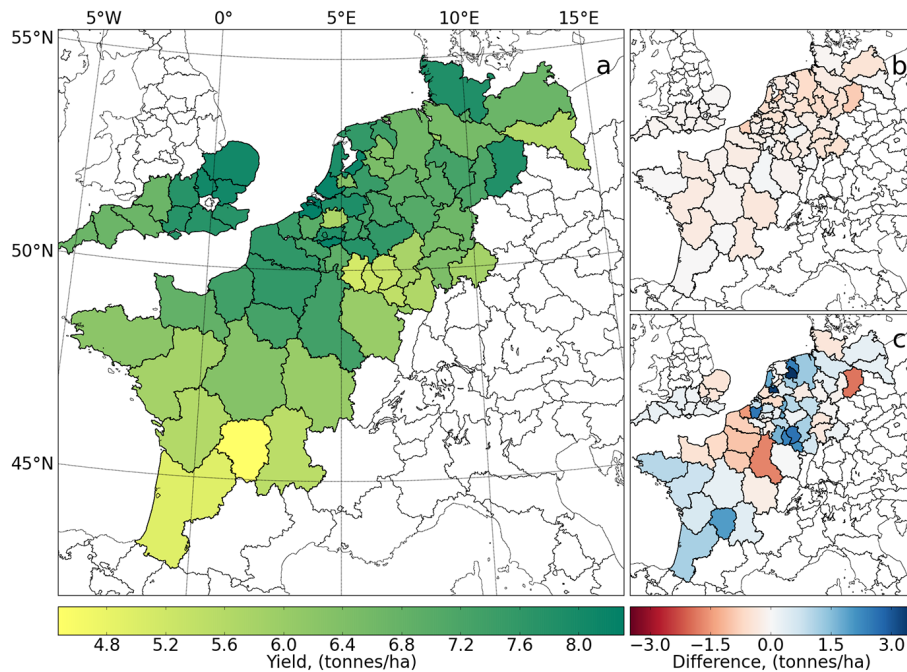 5°W 0° 5°E 10°E 15°E
55°N
a
b
50°N
c
45°N
4.8 5.2 5.6 6.0 6.4 6.8 7.2 7.6 8.0
−3.0 −1.5 0.0 1.5 3.0
Yield, (tonnes/ha)
Difference, (tonnes/ha)